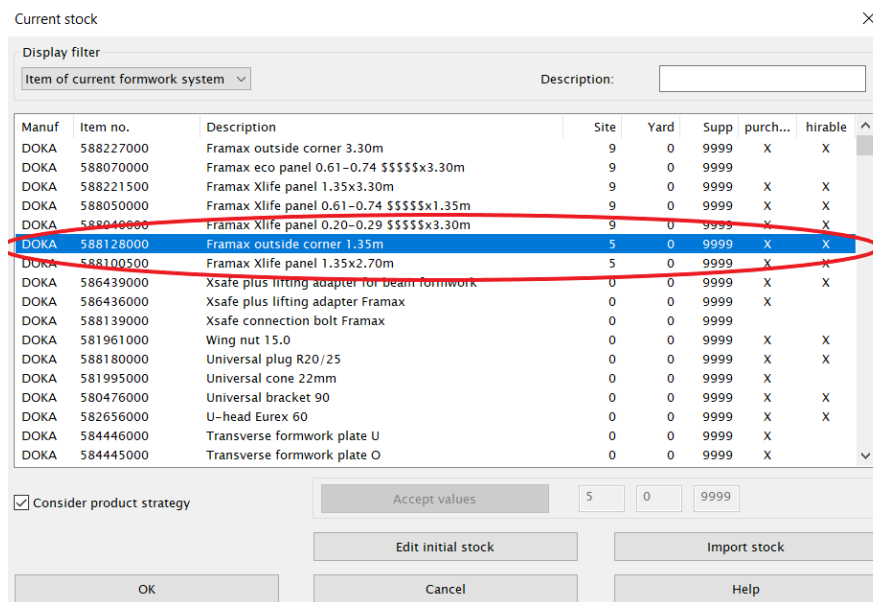 Current stock
Display filter
Item of current formwork system Description:
Manuf Item no. Description Site Yard Supp purch... hirable
DOKA 588227000 Framax outside corner 3.30m 9 0 9999 X X
DOKA 588070000 Framax eco panel 0.61-0.74 $$$$$x3.30m 9 0 9999
DOKA 588221500 Framax Xlife panel 1.35x3.30m 9 0 9999 X X
DOKA 588050000 Framax Xlife panel 0.61-0.74 $$$$$x1.35m 9 0 9999 X X
DOKA 588040000 Framax Xlife panel 0.20-0.29 $$$$$x3.30m 9 0 9999 X X
DOKA 588128000 Framax outside corner 1.35m 5 0 9999 X X
DOKA 588100500 Framax Xlife panel 1.35x2.70m 5 0 9999 X X
DOKA 586439000 Xsafe plus lifting adapter for beam formwork 0 0 9999 X X
DOKA 586436000 Xsafe plus lifting adapter Framax 0 0 9999 X
DOKA 588139000 Xsafe connection bolt Framax 0 0 9999
DOKA 581961000 Wing nut 15.0 0 0 9999 X X
DOKA 588180000 Universal plug R20/25 0 0 9999 X X
DOKA 581995000 Universal cone 22mm 0 0 9999 X
DOKA 580476000 Universal bracket 90 0 0 9999 X X
DOKA 582656000 U-head Eurex 60 0 0 9999 X X
DOKA 584446000 Transverse formwork plate U 0 0 9999 X
DOKA 584445000 Transverse formwork plate O 0 0 9999 X
Consider product strategy Accept values 5 0 9999
Edit initial stock Import stock
OK Cancel Help